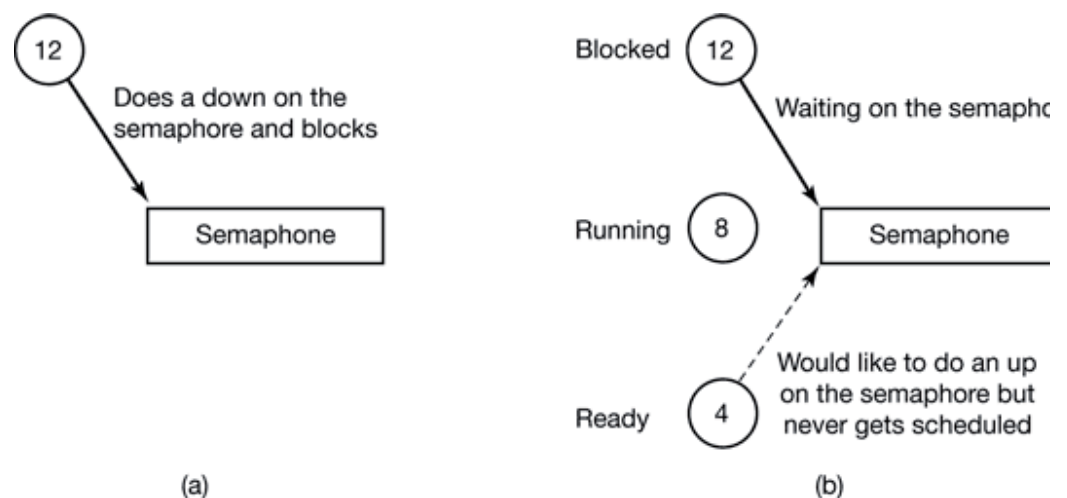 12
Does a down on the
semaphore and blocks
Semaphone
(a)
Blocked
12
Waiting on the
Running
8
Semaphone
Would like to do an up
on the semaphore but
never gets scheduled
Ready
4
(b)